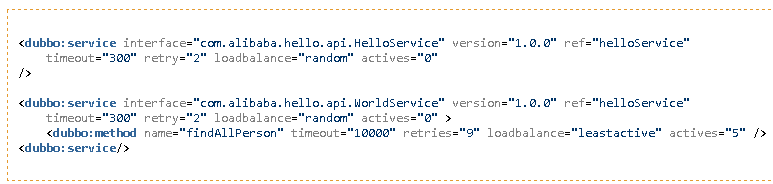 <dubbo:service interface="com.alibaba.hello.api.HelloService" version="1.0.0" ref="helloService"
timeout="300" retry="2" loadbalance="random" actives="0"
/>
<dubbo:service interface="com.alibaba.hello.api.WorldService" version="1.0.0" ref="helloService"
timeout="300" retry="2" loadbalance="random" actives="0" >
<dubbo:method name="findAllPerson" timeout="10000" retries="9" loadbalance="leastactive" actives="5" />
<dubbo:service/>